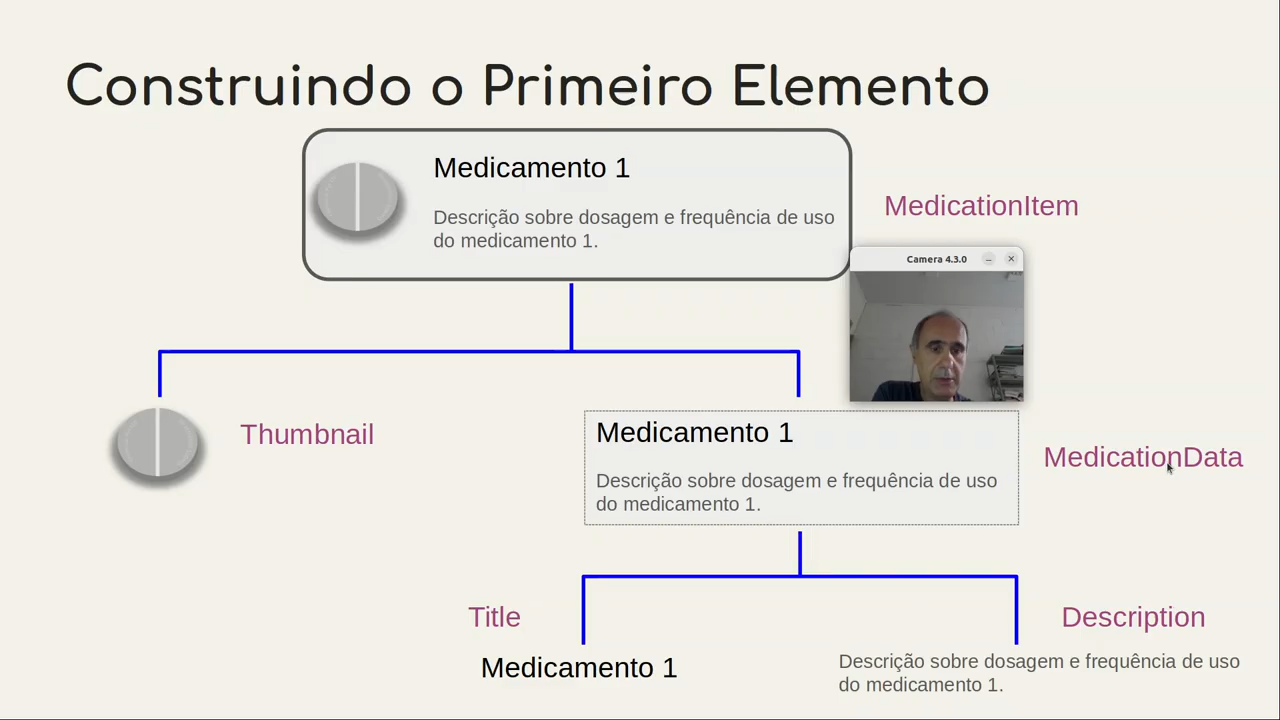 Construindo o Primeiro Elemento
Medicamento 1
Descrição sobre dosagem e frequência de uso
do medicamento 1.
MedicationItem
Camera 4.3.0
Thumbnail
Medicamento 1
Descrição sobre dosagem e frequência de uso
do medicamento 1.
MedicationData
Title
Description
Medicamento 1
Descrição sobre dosagem e frequência de uso
do medicamento 1.